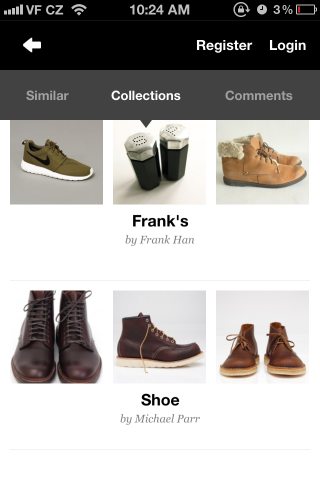 VF CZ 10:24 AM 3%
Register Login
Similar Collections Comments
Frank's
by Frank Han
Shoe
by Michael Parr